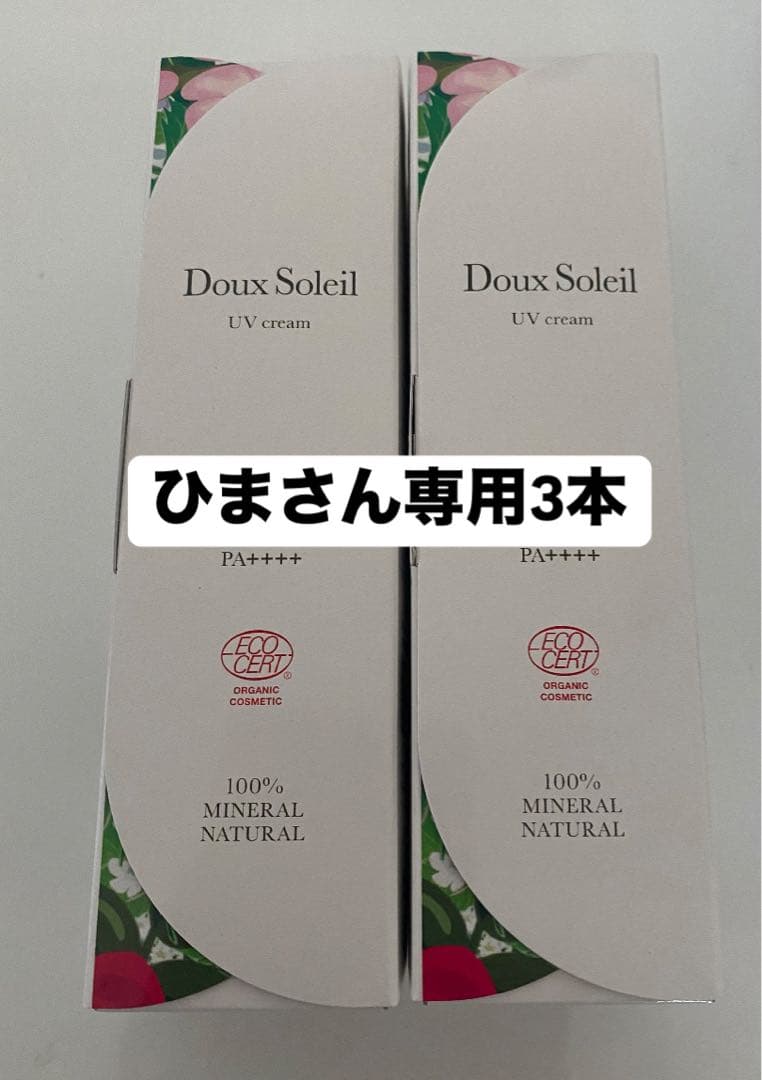 Doux Soleil
UV cream
PA++++
ECO
CERT®
ORGANIC
COSMETIC
100%
MINERAL
NATURAL
Doux Soleil
UV cream
PA++++
ECO
CERT®
ORGANIC
COSMETIC
100%
MINERAL
NATURAL
ひまさん専用3本